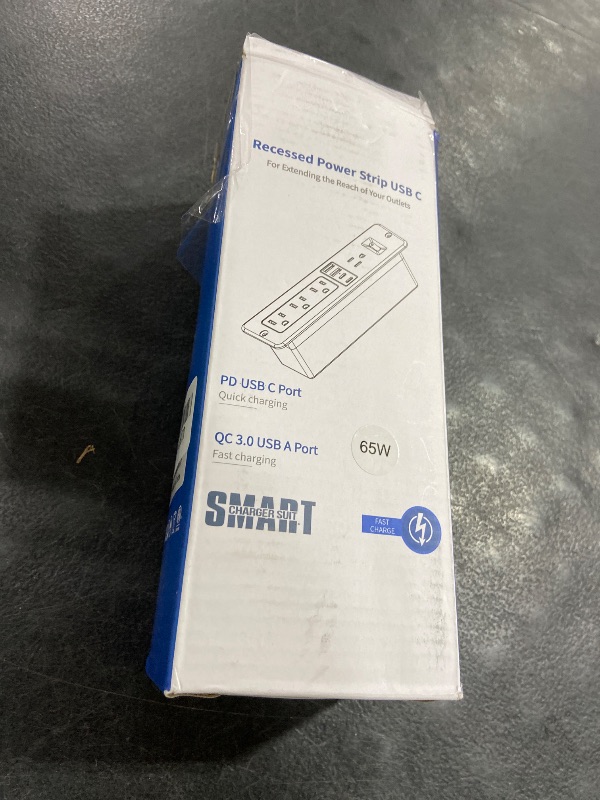 Recessed Power Strip USB C
For Extending the Reach of Your Outlets
PD USB C Port
Quick charging
QC 3.0 USB A Port
Fast charging
65W
SMART
CHARGER SUIT
FAST
CHARGE